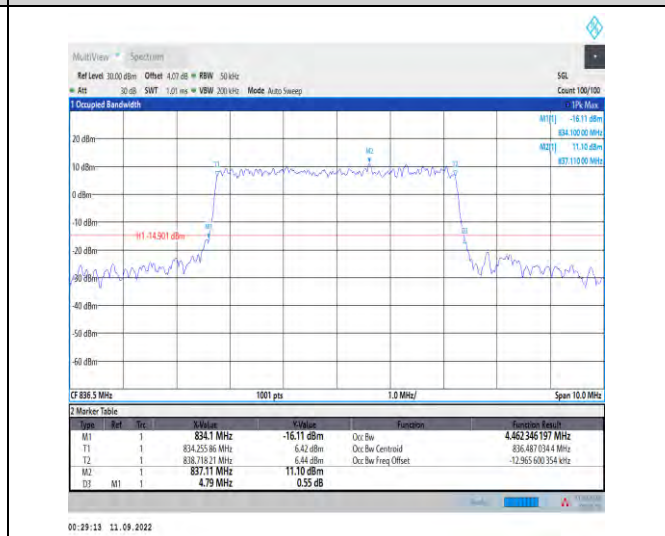 MultiView Spectrum
Ref Level 30.00 dBm Offset 4.07 dB RBW 50 kHz SGL
Att 30 dB SWT 1.01 ms VBW 200 kHz Mode Auto Sweep Count 100/100
1 Occupied Bandwidth 1Pk Max
M1[1] -16.11 dBm
834.100 00 MHz
M2[1] 11.10 dBm
837.110 00 MHz
20 dBm
M2
T1 T2
10 dBm
0 dBm
-10 dBm
M1
D3
H1 -14.901 dBm
-20 dBm
-30 dBm
-40 dBm
-50 dBm
-60 dBm
CF 836.5 MHz 1001 pts 1.0 MHz/ Span 10.0 MHz
2 Marker Table
Type Ref Trc X-Value Y-Value Function Function Result
M1 1 834.1 MHz -16.11 dBm Occ Bw 4.462 346 197 MHz
T1 1 834.255 86 MHz 6.42 dBm Occ Bw Centroid 836.487 034 4 MHz
T2 1 838.718 21 MHz 6.44 dBm Occ Bw Freq Offset -12.965 600 354 kHz
M2 1 837.11 MHz 11.10 dBm
D3 M1 1 4.79 MHz 0.55 dB
00:29:13 11.09.2022